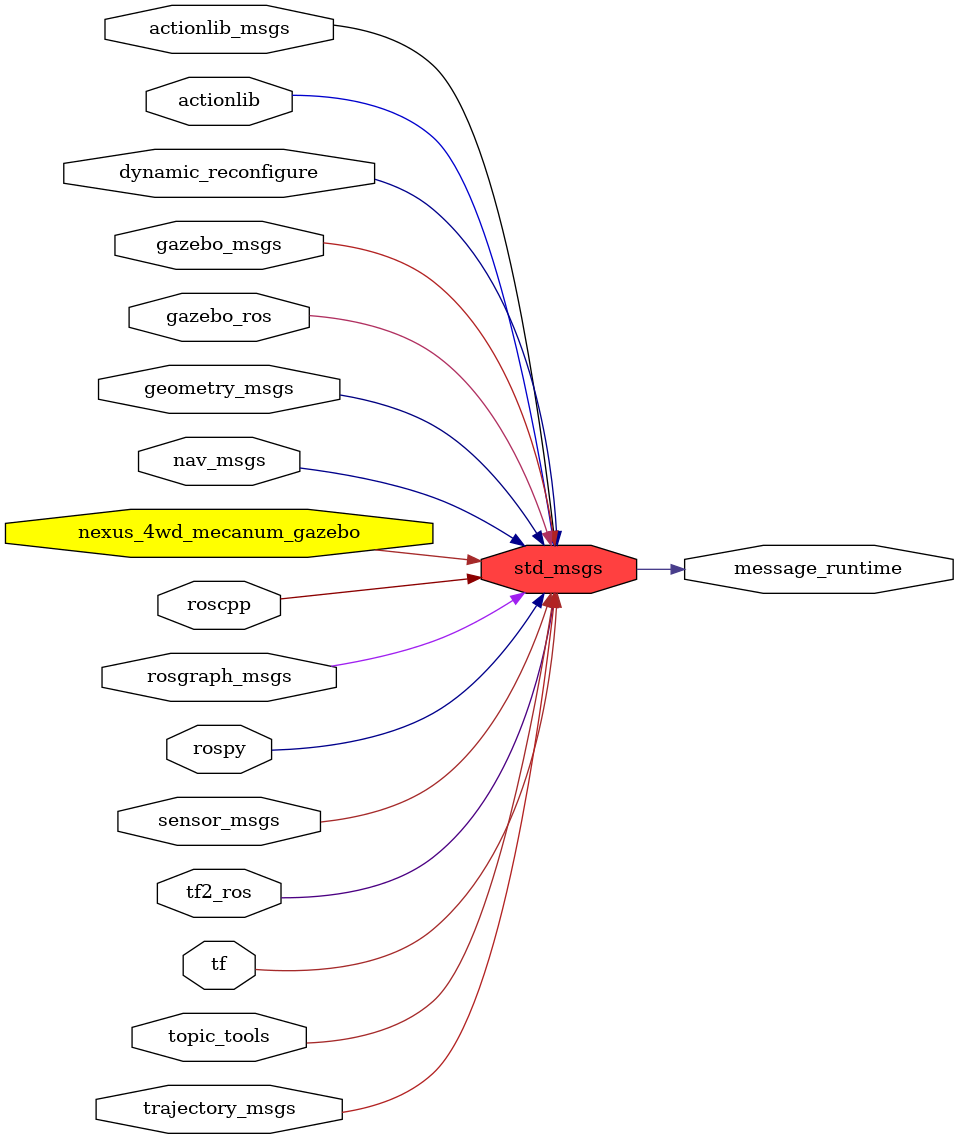 actionlib_msgs
actionlib
dynamic_reconfigure
gazebo_msgs
gazebo_ros
geometry_msgs
nav_msgs
nexus_4wd_mecanum_gazebo
std_msgs
message_runtime
roscpp
rosgraph_msgs
rospy
sensor_msgs
tf2_ros
tf
topic_tools
trajectory_msgs